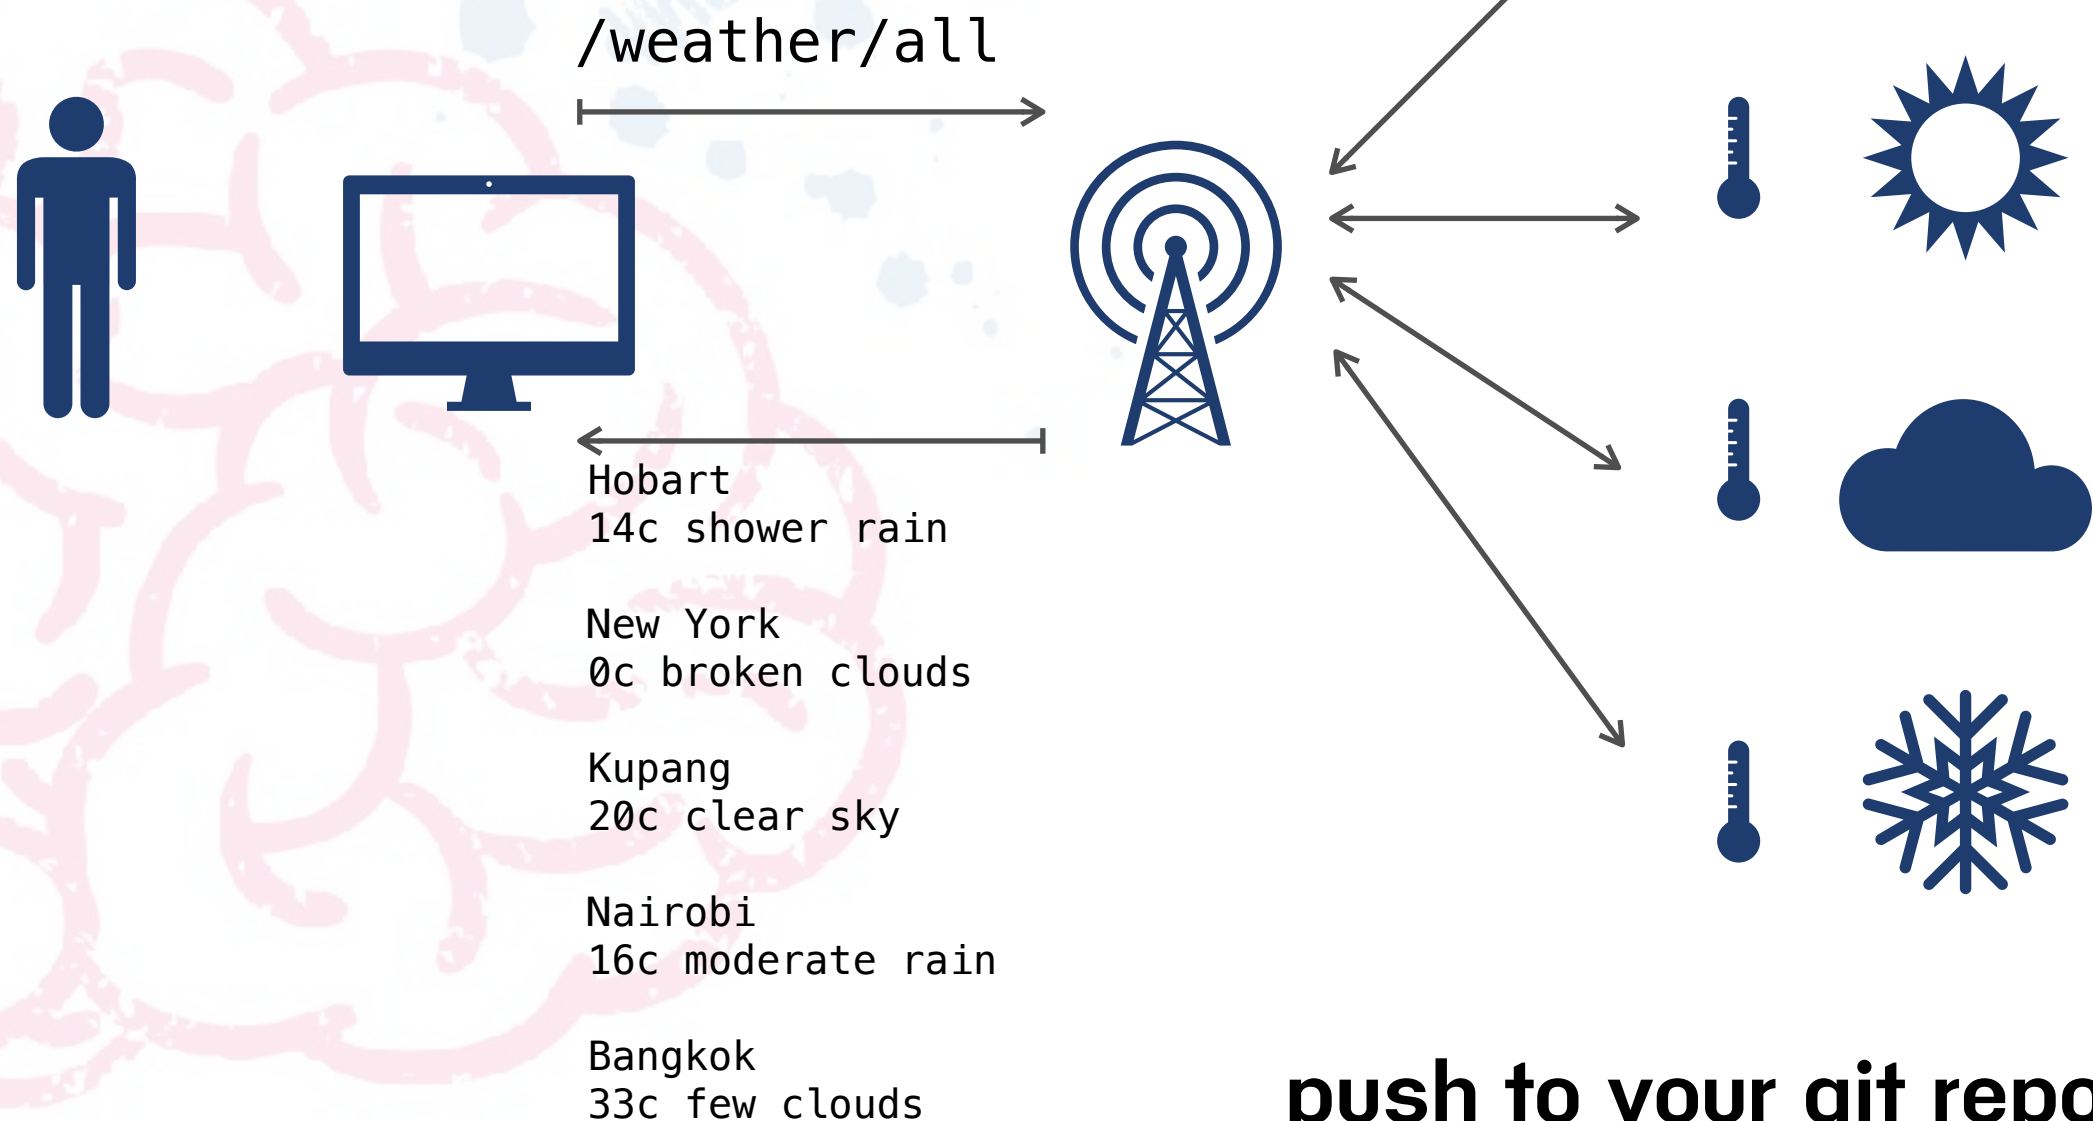 /weather/all
Hobart
14c shower rain
New York
0c broken clouds
Kupang
20c clear sky
Nairobi
16c moderate rain
Bangkok
33c few clouds
push to your git repo